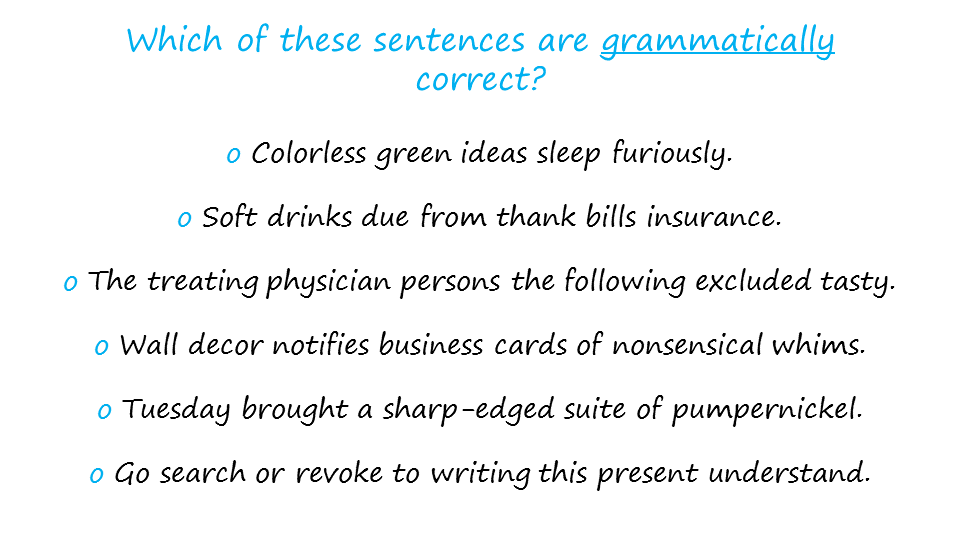 Which of these sentences are grammatically
correct?
o Colorless green ideas sleep furiously.
o Soft drinks due from thank bills insurance.
o The treating physician persons the following excluded tasty.
o Wall decor notifies business cards of nonsensical whims.
o Tuesday brought a sharp-edged suite of pumpernickel.
o Go search or revoke to writing this present understand.